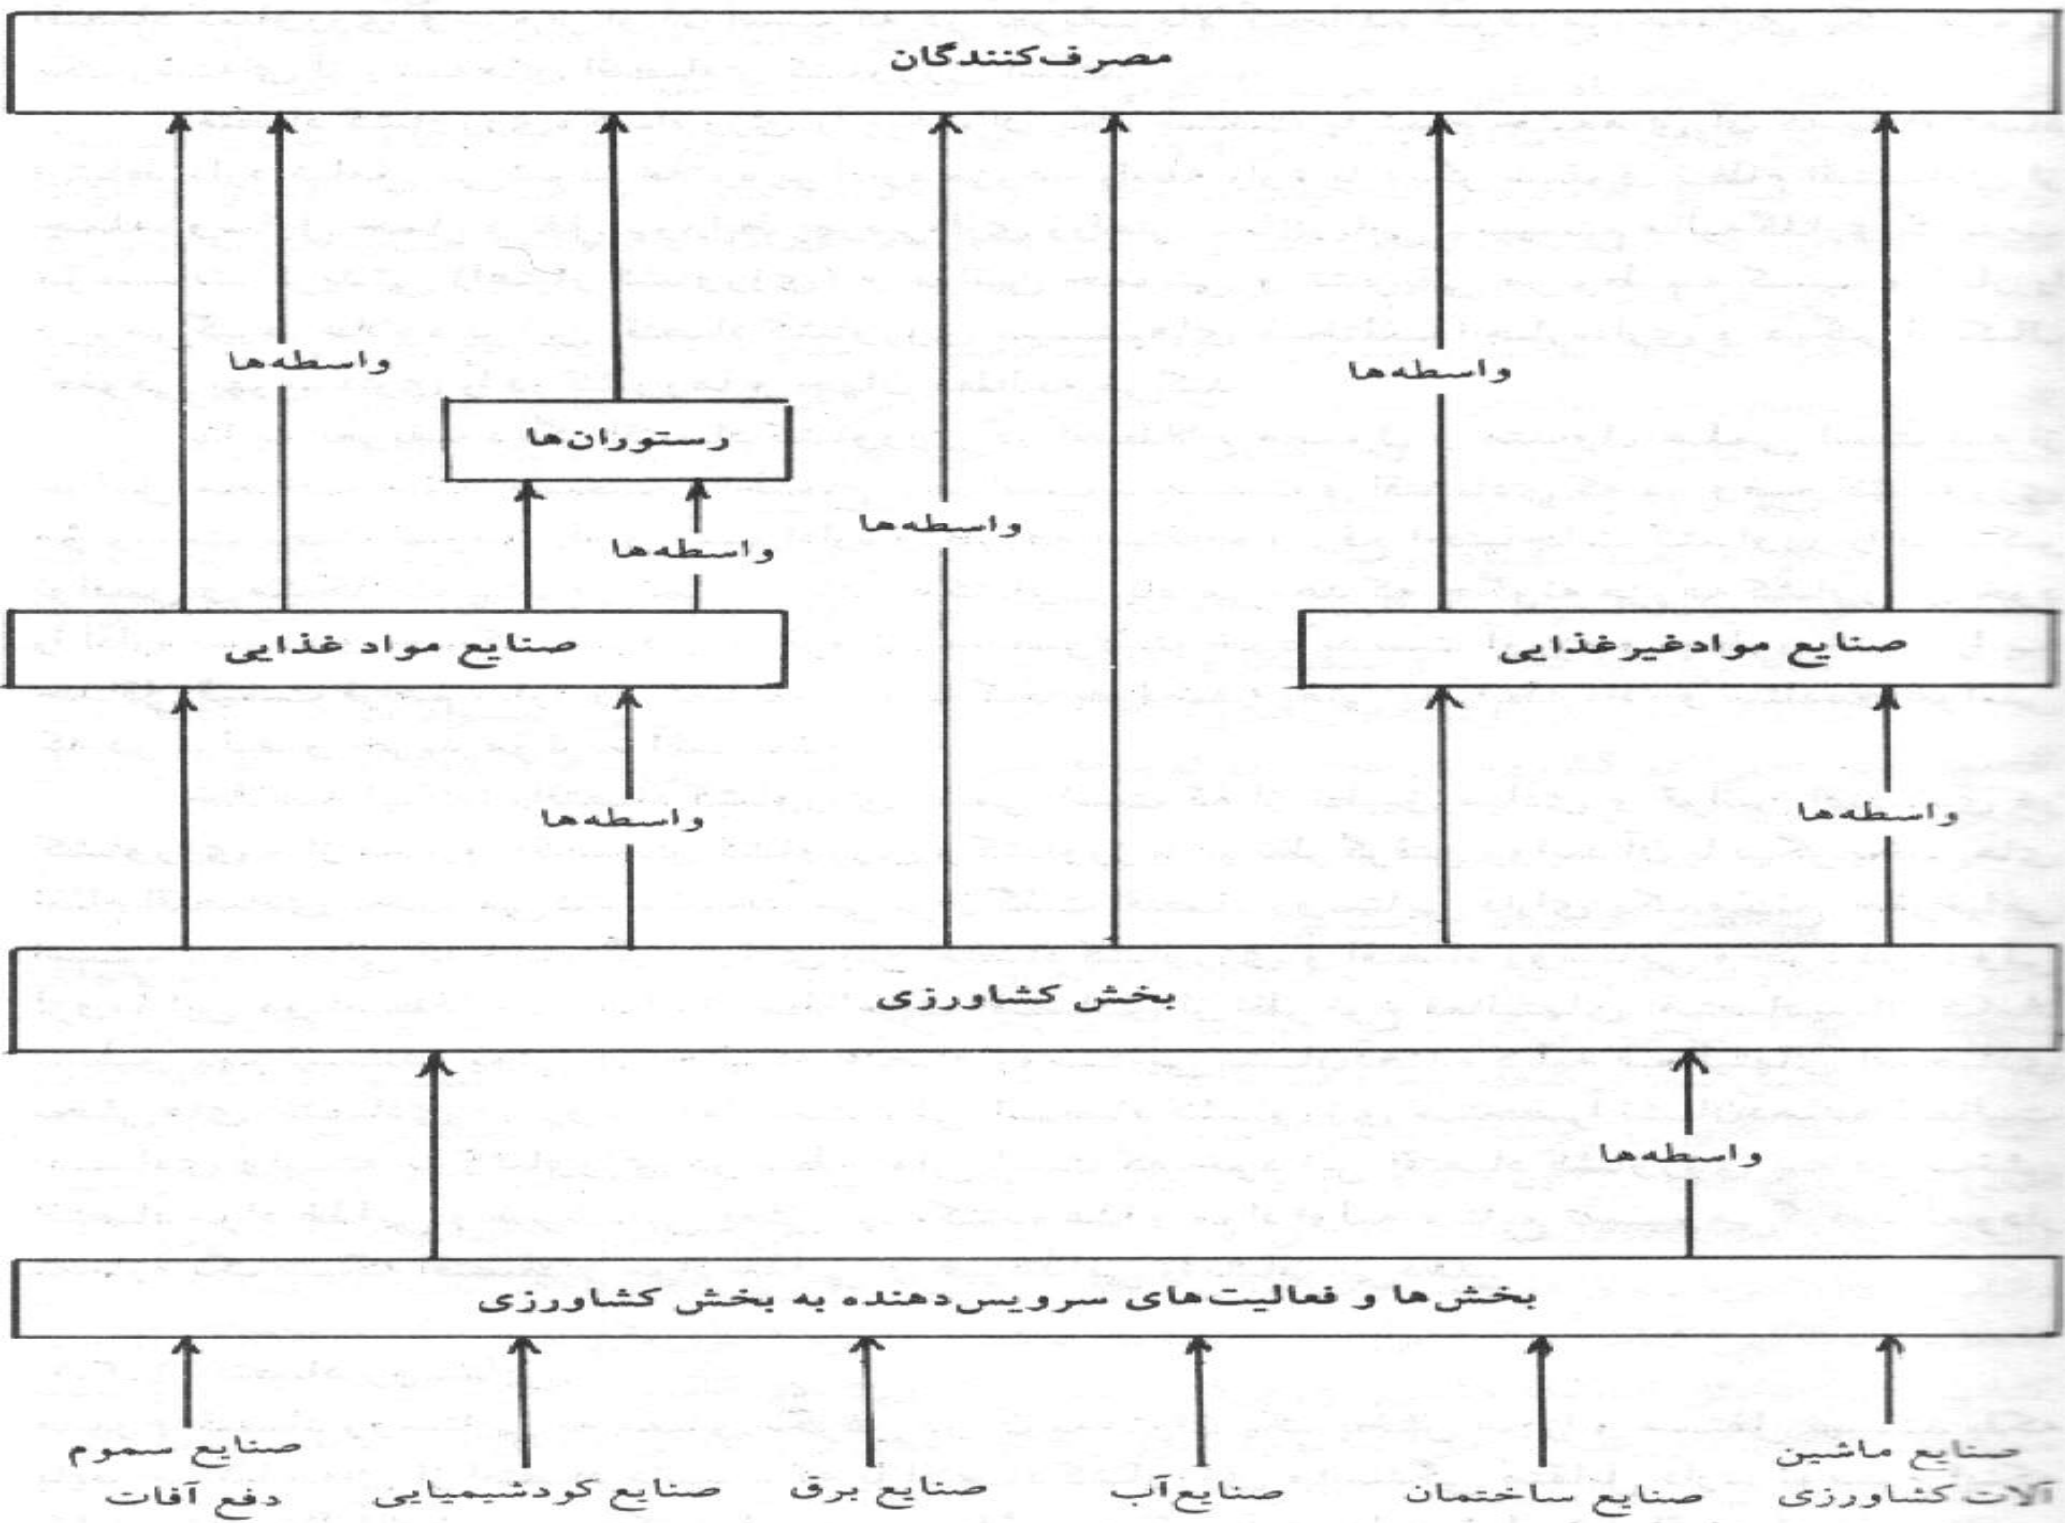 مصرف‌کنندگان
واسطه‌ها
واسطه‌ها
رستوران‌ها
واسطه‌ها
واسطه‌ها
صنایع موادغیرغذایی
صنایع مواد غذایی
واسطه‌ها
واسطه‌ها
بخش کشاورزی
واسطه‌ها
بخش‌ها و فعالیت‌های سرویس‌دهنده به بخش کشاورزی
صنایع ماشین
آلات کشاورزی
صنایع ساختمان
صنایع آب
صنایع برق
صنایع کودشیمیایی
صنایع سموم
دفع آفات